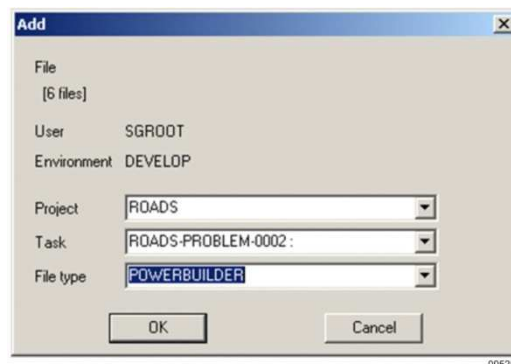 Add
File
[6 files]
User SGROOT
Environment DEVELOP
Project ROADS
Task ROADS-PROBLEM-0002 :
File type POWERBUILDER
OK Cancel